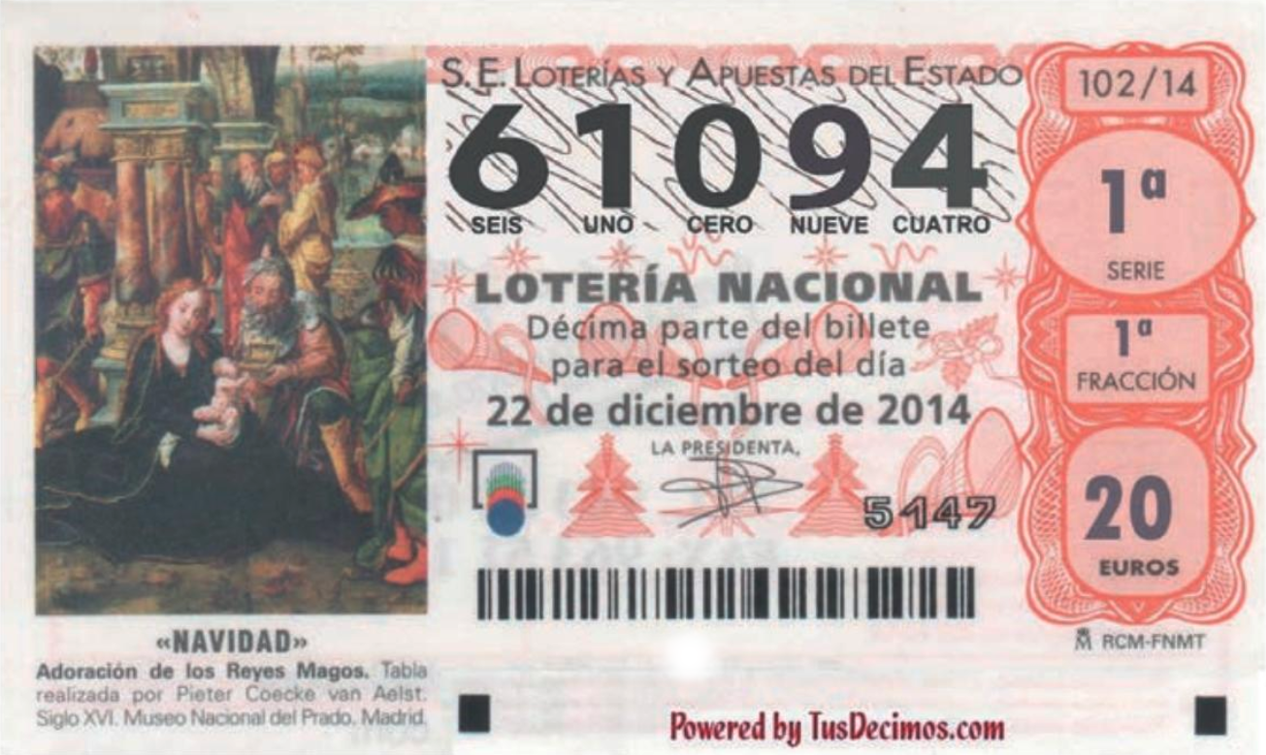 S.E. LOTERÍAS Y APUESTAS DEL ESTADO
61094
SEIS UNO CERO NUEVE CUATRO
LOTERÍA NACIONAL
Décima parte del billete
para el sorteo del día
22 de diciembre de 2014
LA PRESIDENTA,
5447
102/14
1ª
SERIE
1ª
FRACCIÓN
20
EUROS
RCM-FNMT
«NAVIDAD»
Adoración de los Reyes Magos. Tabla
realizada por Pieter Coecke van Aelst.
Siglo XVI. Museo Nacional del Prado. Madrid.
Powered by TusDecimos.com